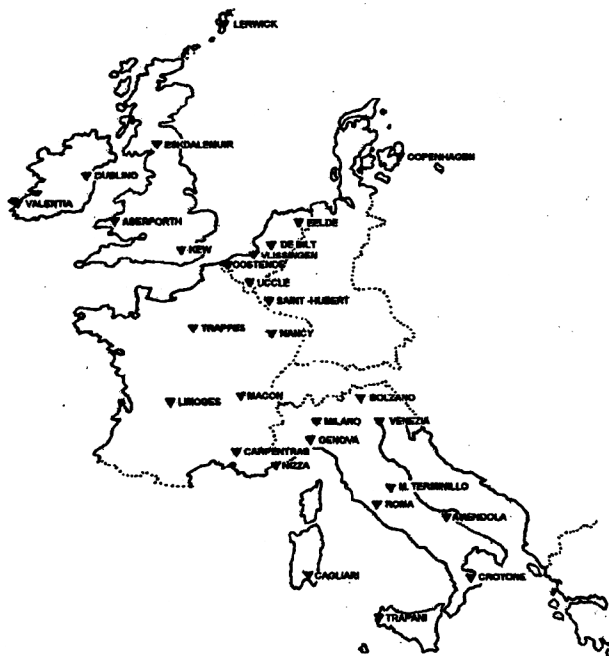 LERWICK
ESKDALEMUIR
COPENHAGEN
DUBLINO
VALENTIA
ABERPORTH
EELDE
KEW
DE BILT
VLISSINGEN
OOSTENDE
UCCLE
SAINT-HUBERT
TRAPPES
NANCY
MACON
LIMOGES
BOLZANO
MILANO
VENEZIA
GENOVA
CARPENTRAS
NIZZA
M. TERMINILLO
ROMA
AMENDOLA
CAGLIARI
CROTONE
TRAPANI